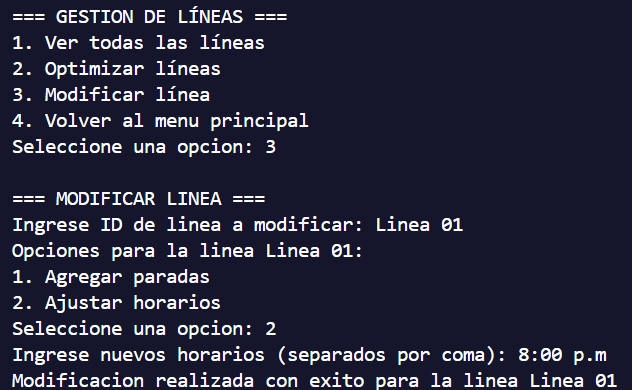 === GESTION DE LÍNEAS ===
1. Ver todas las líneas
2. Optimizar líneas
3. Modificar línea
4. Volver al menu principal
Seleccione una opcion: 3
=== MODIFICAR LINEA ===
Ingrese ID de linea a modificar: Linea 01
Opciones para la linea Linea 01:
1. Agregar paradas
2. Ajustar horarios
Seleccione una opcion: 2
Ingrese nuevos horarios (separados por coma): 8:00 p.m
Modificacion realizada con exito para la linea Linea 01